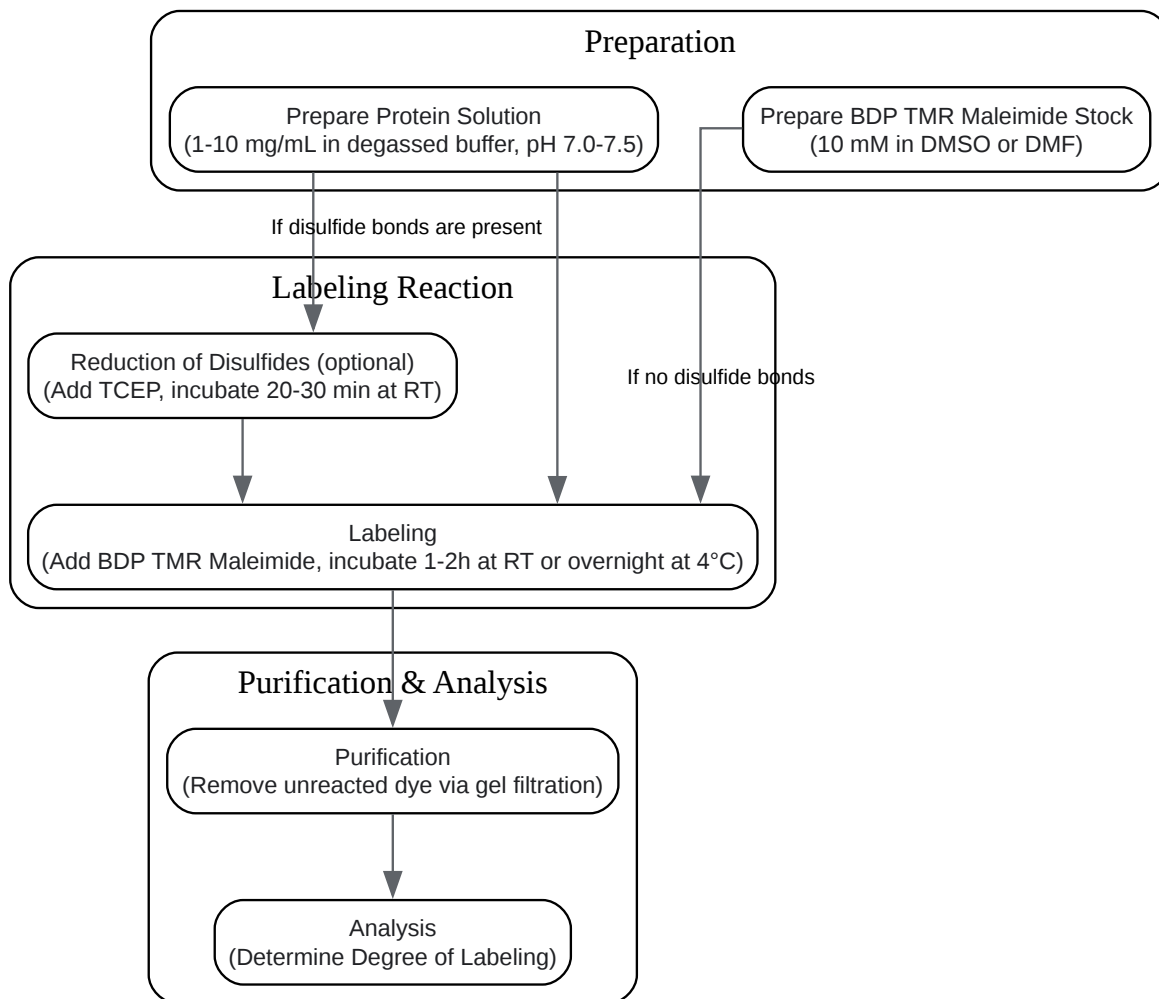 Preparation
Prepare Protein Solution
(1-10 mg/mL in degassed buffer, pH 7.0-7.5)
Prepare BDP TMR Maleimide Stock
(10 mM in DMSO or DMF)
If disulfide bonds are present
Labeling Reaction
Reduction of Disulfides (optional)
(Add TCEP, incubate 20-30 min at RT)
If no disulfide bonds
Labeling
(Add BDP TMR Maleimide, incubate 1-2h at RT or overnight at 4°C)
Purification & Analysis
Purification
(Remove unreacted dye via gel filtration)
Analysis
(Determine Degree of Labeling)